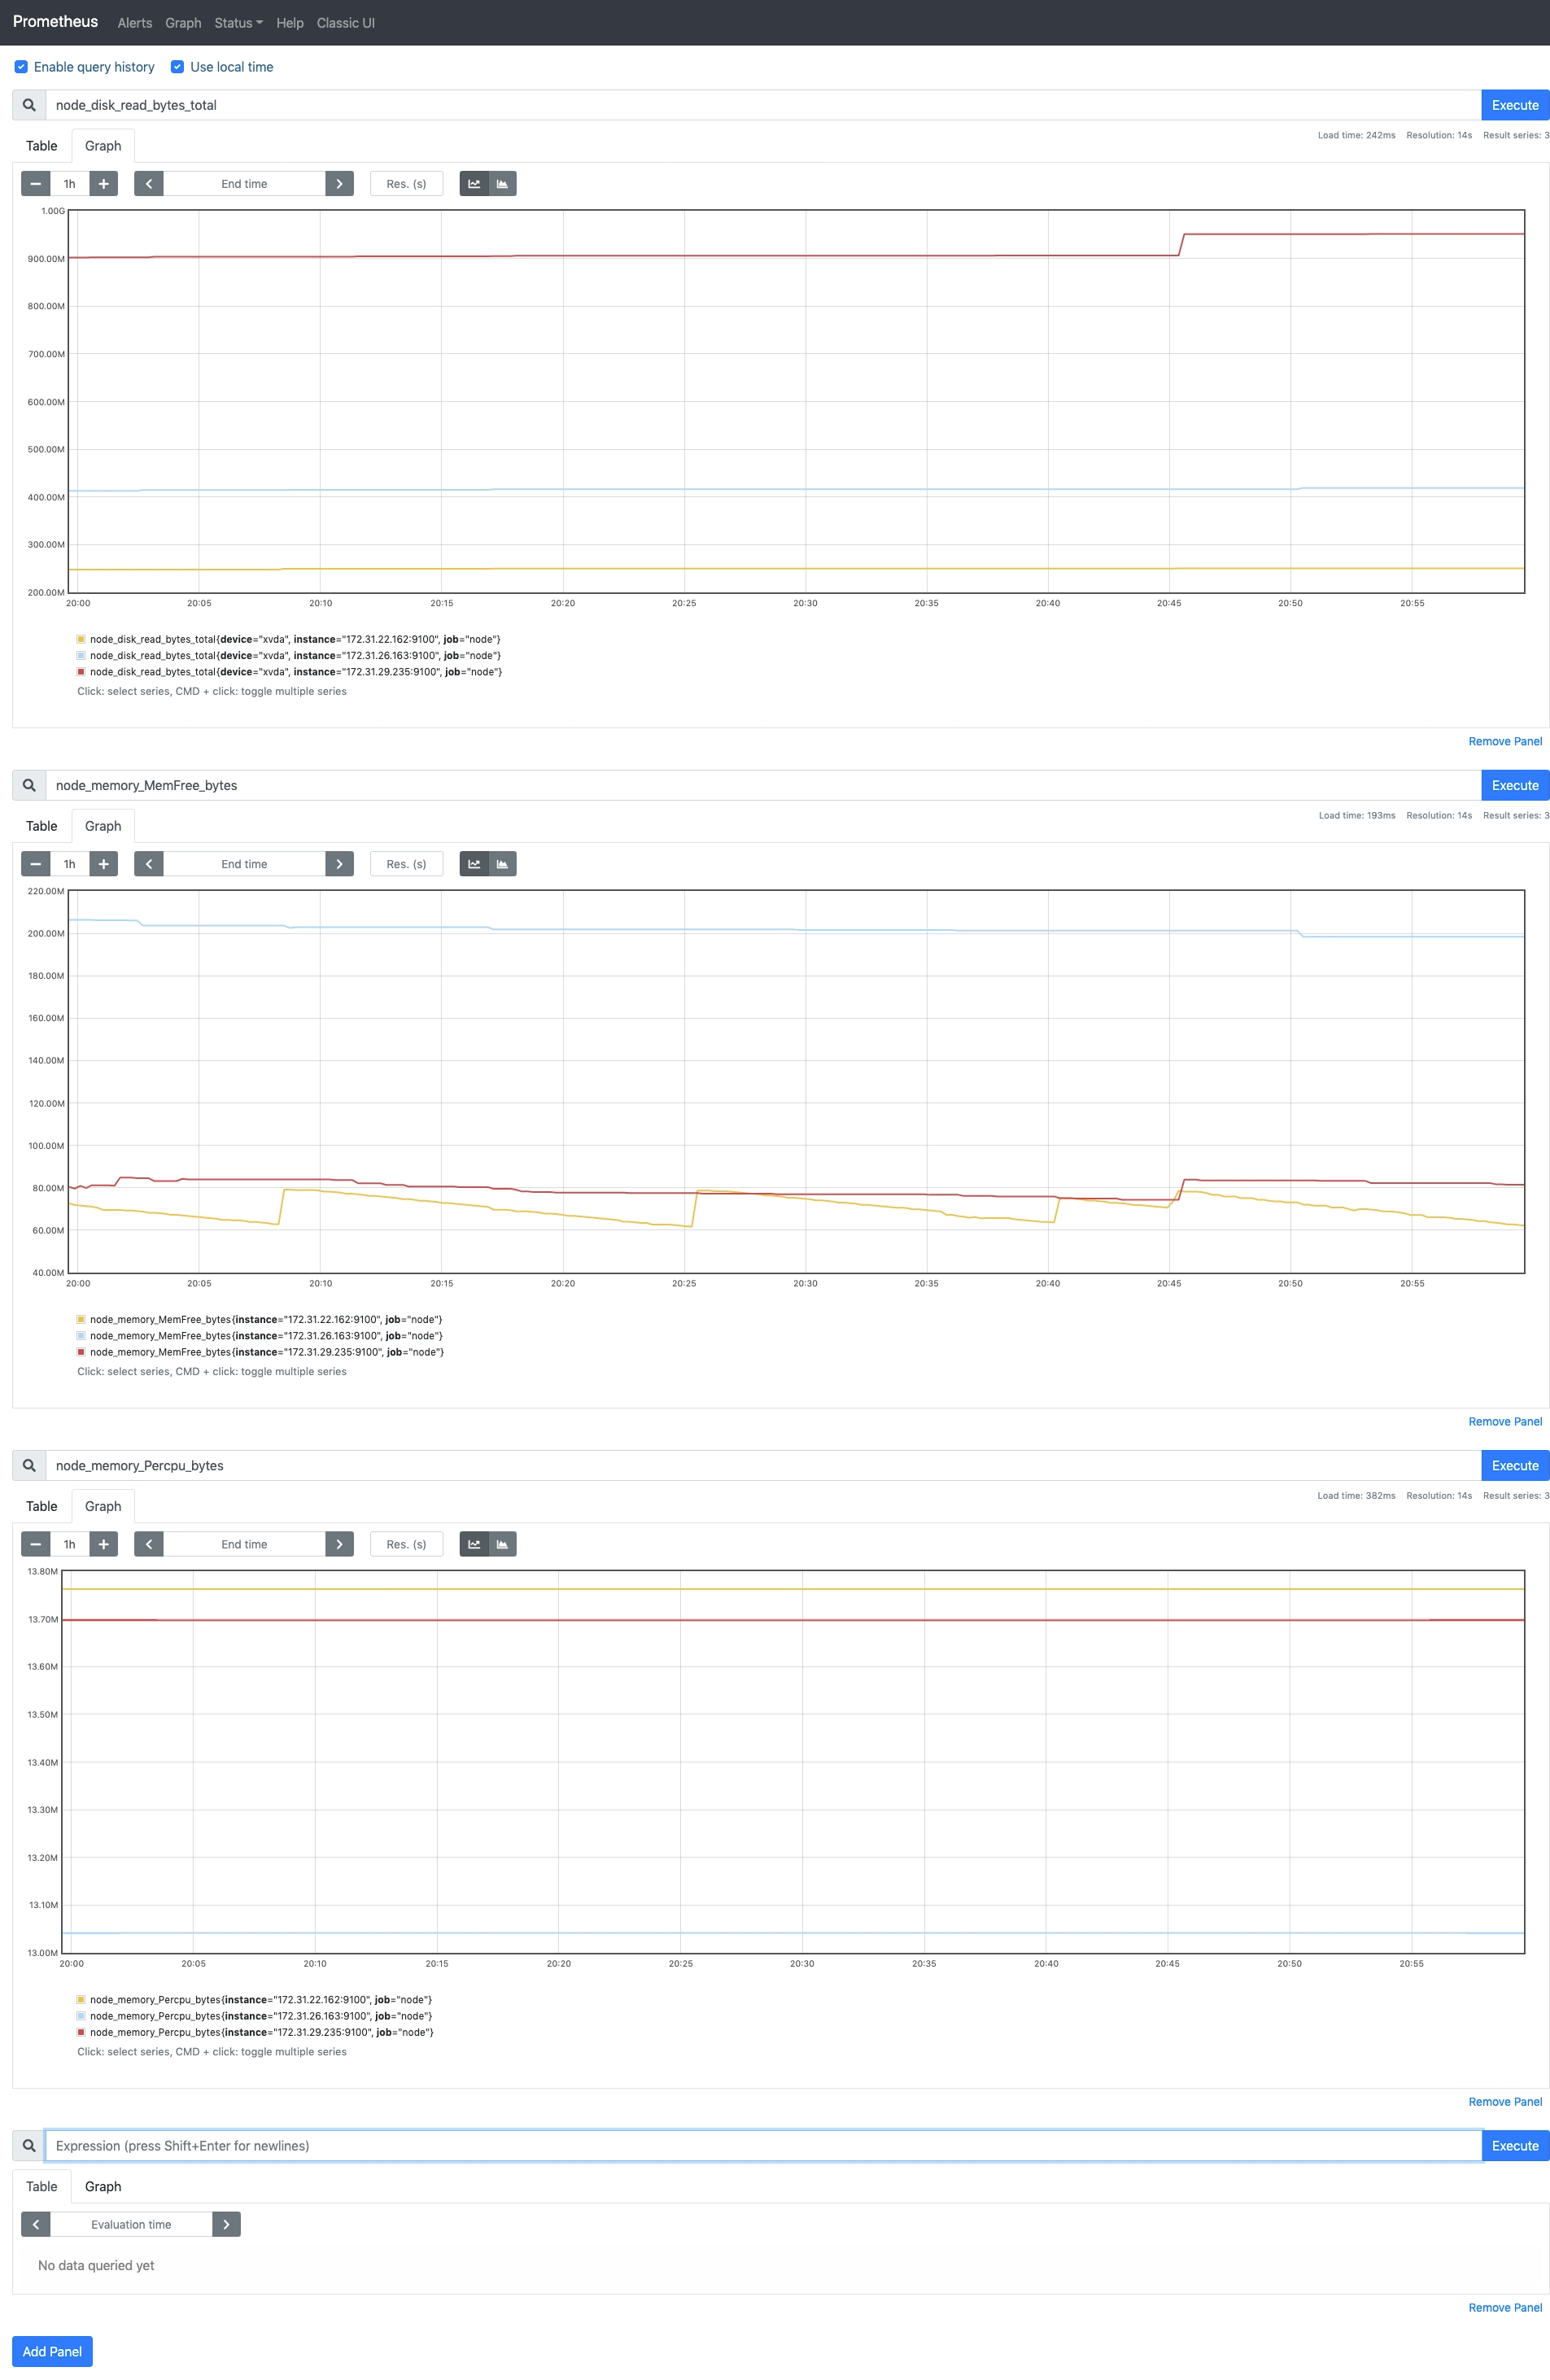 Prometheus Alerts Graph Status Help Classic UI
Enable query history Use local time
node_disk_read_bytes_total Execute
Table Graph Load time: 242ms Resolution: 14s Result series: 3
1h End time Res. (s)
1.00G
900.00M
800.00M
700.00M
600.00M
500.00M
400.00M
300.00M
200.00M
20:00 20:05 20:10 20:15 20:20 20:25 20:30 20:35 20:40 20:45 20:50 20:55
node_disk_read_bytes_total{device="xvda", instance="172.31.22.162:9100", job="node"}
node_disk_read_bytes_total{device="xvda", instance="172.31.26.163:9100", job="node"}
node_disk_read_bytes_total{device="xvda", instance="172.31.29.235:9100", job="node"}
Click: select series, CMD + click: toggle multiple series
Remove Panel
node_memory_MemFree_bytes Execute
Table Graph Load time: 193ms Resolution: 14s Result series: 3
1h End time Res. (s)
220.00M
200.00M
180.00M
160.00M
140.00M
120.00M
100.00M
80.00M
60.00M
40.00M
20:00 20:05 20:10 20:15 20:20 20:25 20:30 20:35 20:40 20:45 20:50 20:55
node_memory_MemFree_bytes{instance="172.31.22.162:9100", job="node"}
node_memory_MemFree_bytes{instance="172.31.26.163:9100", job="node"}
node_memory_MemFree_bytes{instance="172.31.29.235:9100", job="node"}
Click: select series, CMD + click: toggle multiple series
Remove Panel
node_memory_Percpu_bytes Execute
Table Graph Load time: 382ms Resolution: 14s Result series: 3
1h End time Res. (s)
13.80M
13.70M
13.60M
13.50M
13.40M
13.30M
13.20M
13.10M
13.00M
20:00 20:05 20:10 20:15 20:20 20:25 20:30 20:35 20:40 20:45 20:50 20:55
node_memory_Percpu_bytes{instance="172.31.22.162:9100", job="node"}
node_memory_Percpu_bytes{instance="172.31.26.163:9100", job="node"}
node_memory_Percpu_bytes{instance="172.31.29.235:9100", job="node"}
Click: select series, CMD + click: toggle multiple series
Remove Panel
Expression (press Shift+Enter for newlines) Execute
Table Graph
Evaluation time
No data queried yet
Remove Panel
Add Panel